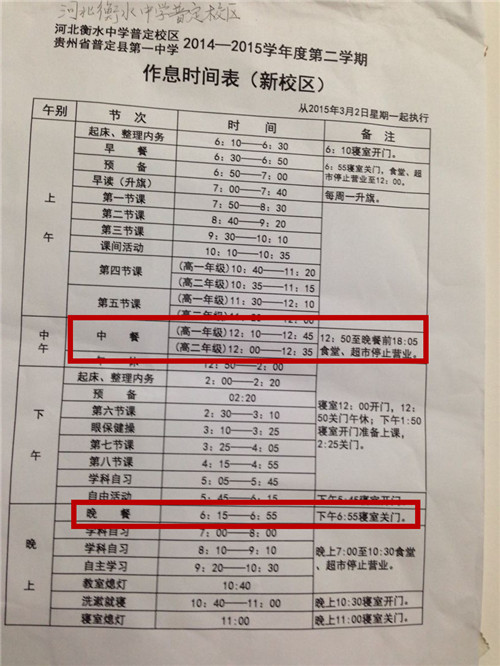 河北衡水中学普定校区
河北衡水中学普定校区
贵州省普定县第一中学 2014—2015学年度第二学期
作息时间表（新校区）
从2015年3月2日星期一起执行
午别 节 次 时 间 备 注
上午
起床、整理内务 6：10——6：30 6：10寝室开门。
早 餐 6：30——6：50
预 备 6：50——7：00
6：55寝室关门，食堂、超市停止营业至12：00。
早读（升旗） 7：00——7：40 每周一升旗。
第一节课 7：50——8：30
第二节课 8：40——9：20
第三节课 9：30——10：10
课间活动 10：10——10：35
第四节课 (高一年级)10：40——11：20
(高二年级)10：35——11：15
第五节课 (高一年级)11：30——12：10
(高二年级)11：20——12：00
中午
中 餐 (高一年级)12：10——12：45
(高二年级)12：00——12：35
12：50至晚餐前18:05
食堂、超市停止营业。
午 休 12：50——2：00
下午
起床、整理内务 2：00——2：20
预 备 02:20
第六节课 2：30——3：10
眼保健操 3：10——3：25
第七节课 3：25——4：05
第八节课 4：15——4：55
学科自习 5：05——5：45
寝室12：00开门，12：
50关门午休；下午1:50
寝室开门准备上课，
2:25关门。
自由活动 5：45——6：15 下午5:45寝室开门
晚上
晚 餐 6：15——6：55 下午6:55寝室关门。
学科自习 7：00——8：00
学科自习 8：10——9：10
自主学习 9：20——10：30
晚上7:00至10:30食堂
、超市停止营业。
教室熄灯 10:40
洗漱就寝 10：40——11：00 晚上10:30寝室开门。
寝室熄灯 11:00 晚上11:00寝室关门。